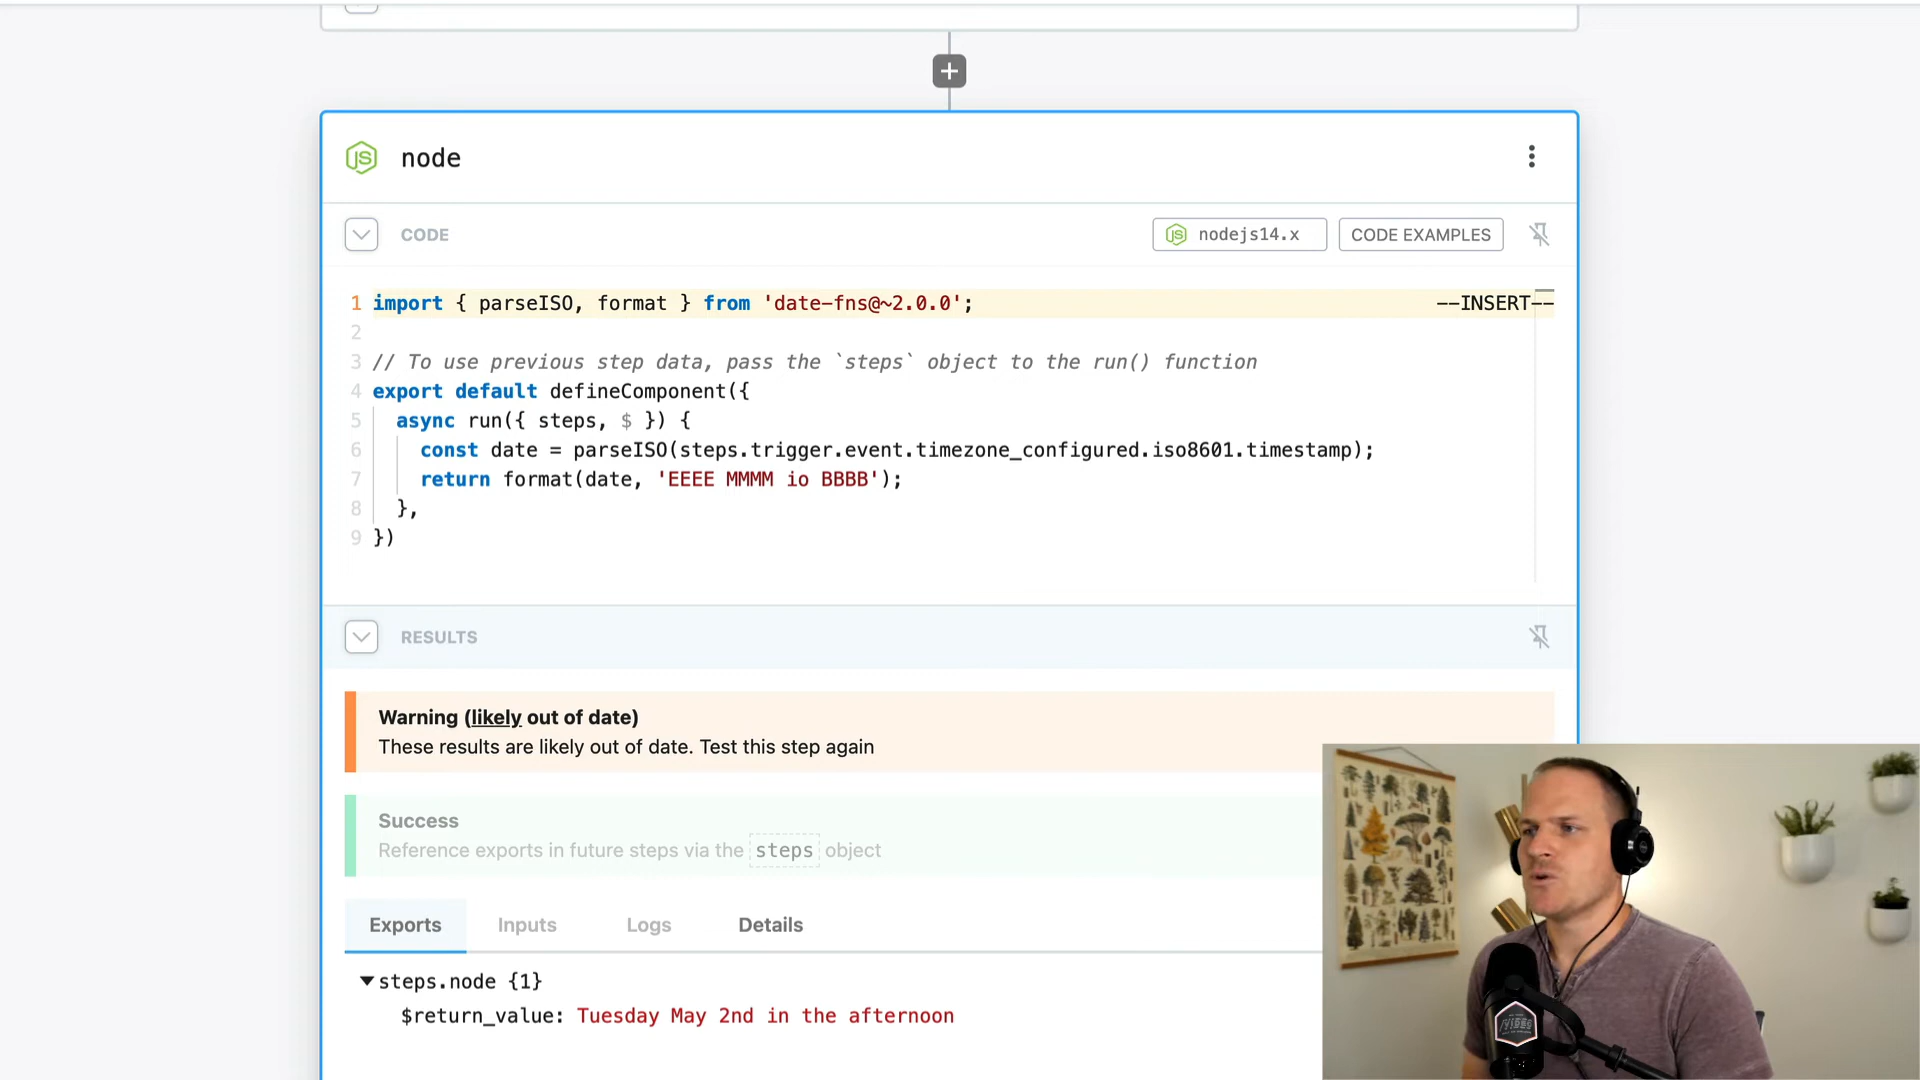 node
CODE
nodejs14.x
CODE EXAMPLES
1 import { parseISO, format } from 'date-fns@~2.0.0';
--INSERT--
2
3 // To use previous step data, pass the `steps` object to the run() function
4 export default defineComponent({
5 async run({ steps, $ }) {
6 const date = parseISO(steps.trigger.event.timezone_configured.iso8601.timestamp);
7 return format(date, 'EEEE MMMM io BBBB');
8 },
9 })
RESULTS
Warning (likely out of date)
These results are likely out of date. Test this step again
Success
Reference exports in future steps via the steps object
Exports Inputs Logs Details
steps.node {1}
$return_value: Tuesday May 2nd in the afternoon